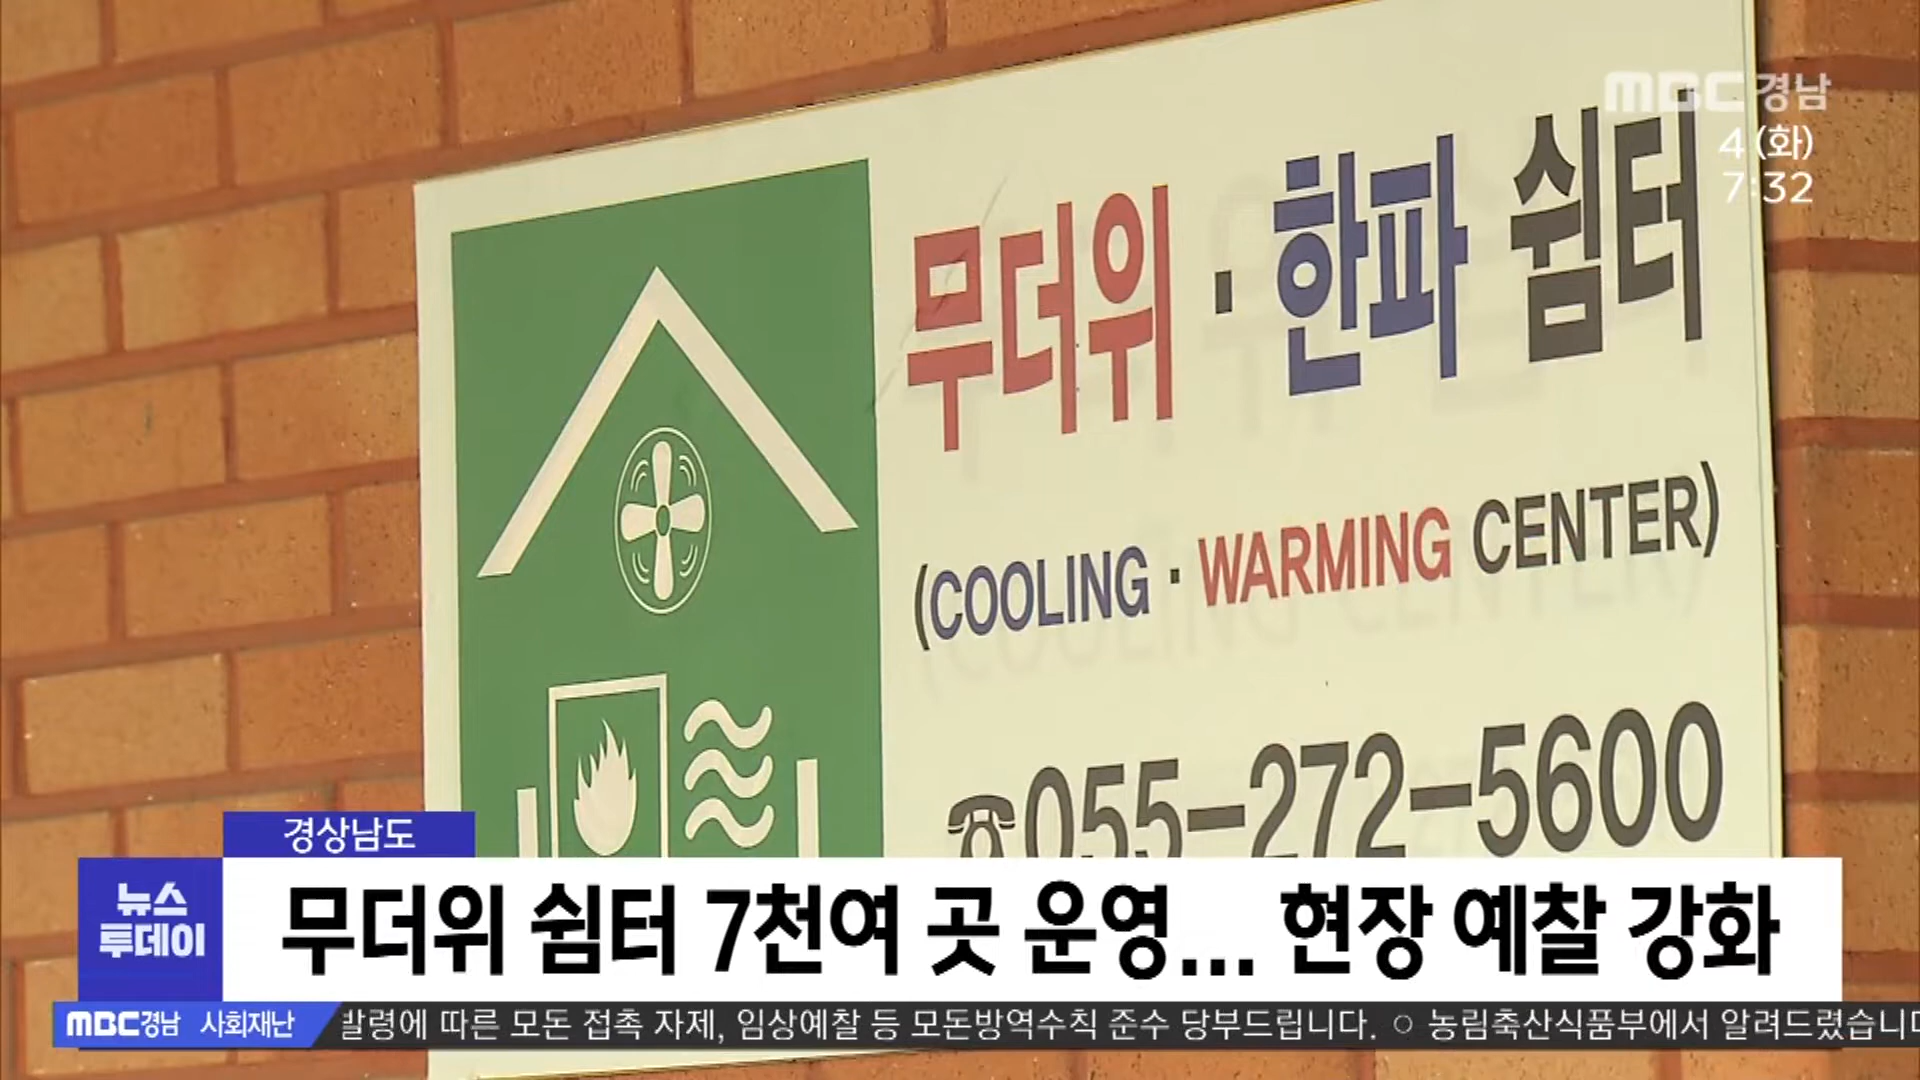 MBC경남
4 (화)
7:32
무더위 · 한파 쉼터
(COOLING · WARMING CENTER)
☎055-272-5600
경상남도
뉴스
투데이
무더위 쉼터 7천여 곳 운영... 현장 예찰 강화
MBC경남 사회재난 발령에 따른 모돈 접촉 자제, 임상예찰 등 모돈방역수칙 준수 당부드립니다. ○ 농림축산식품부에서 알려드렸습니다